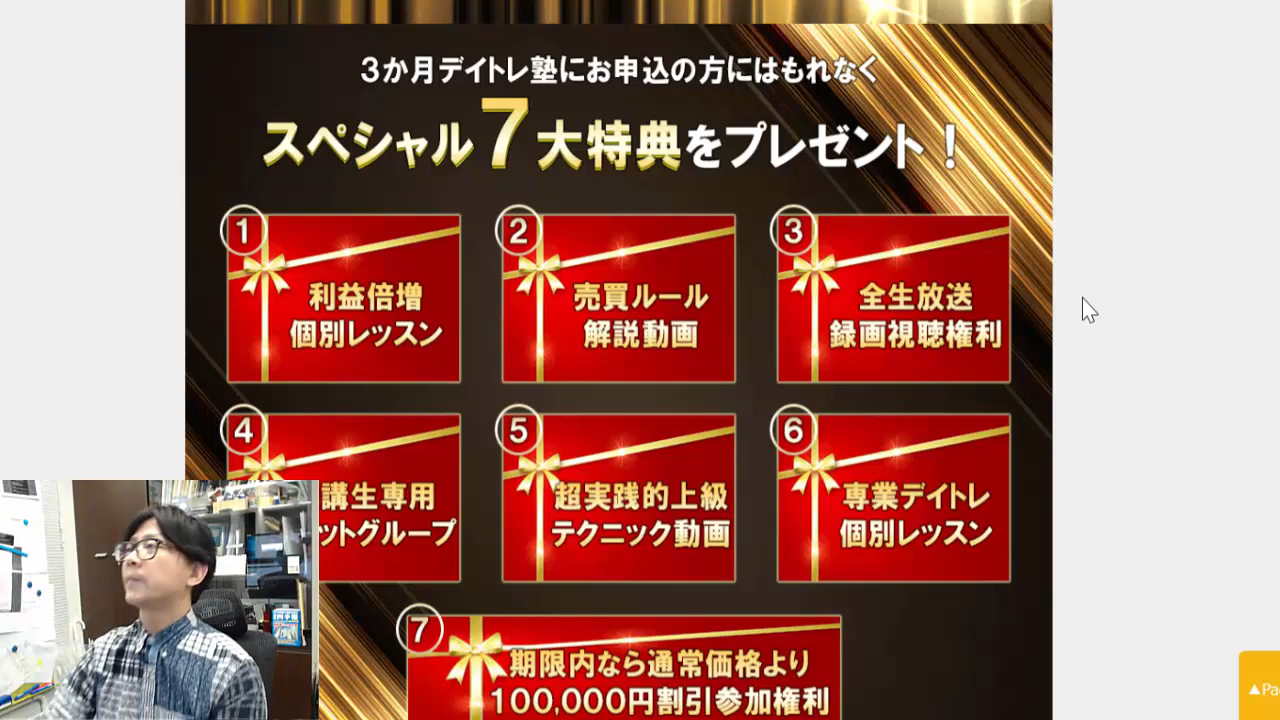 3か月デイトレ塾にお申込の方にはもれなく
スペシャル7大特典をプレゼント！
1
利益倍増
個別レッスン
2
売買ルール
解説動画
3
全生放送
録画視聴権利
4
講生専用
ットグループ
5
超実践的上級
テクニック動画
6
専業デイトレ
個別レッスン
7
期限内なら通常価格より
100,000円割引参加権利
▲Pa